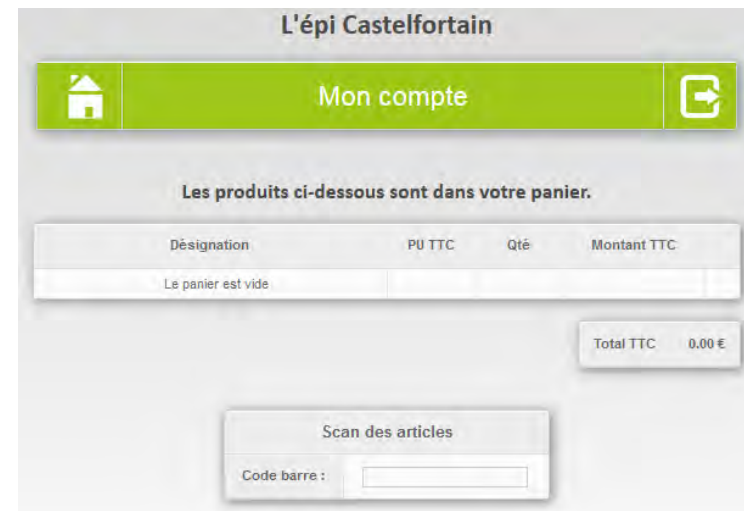 L'épi Castelfortain
Mon compte
Les produits ci-dessous sont dans votre panier.
Désignation PU TTC Qté Montant TTC
Le panier est vide
Total TTC 0.00 €
Scan des articles
Code barre :